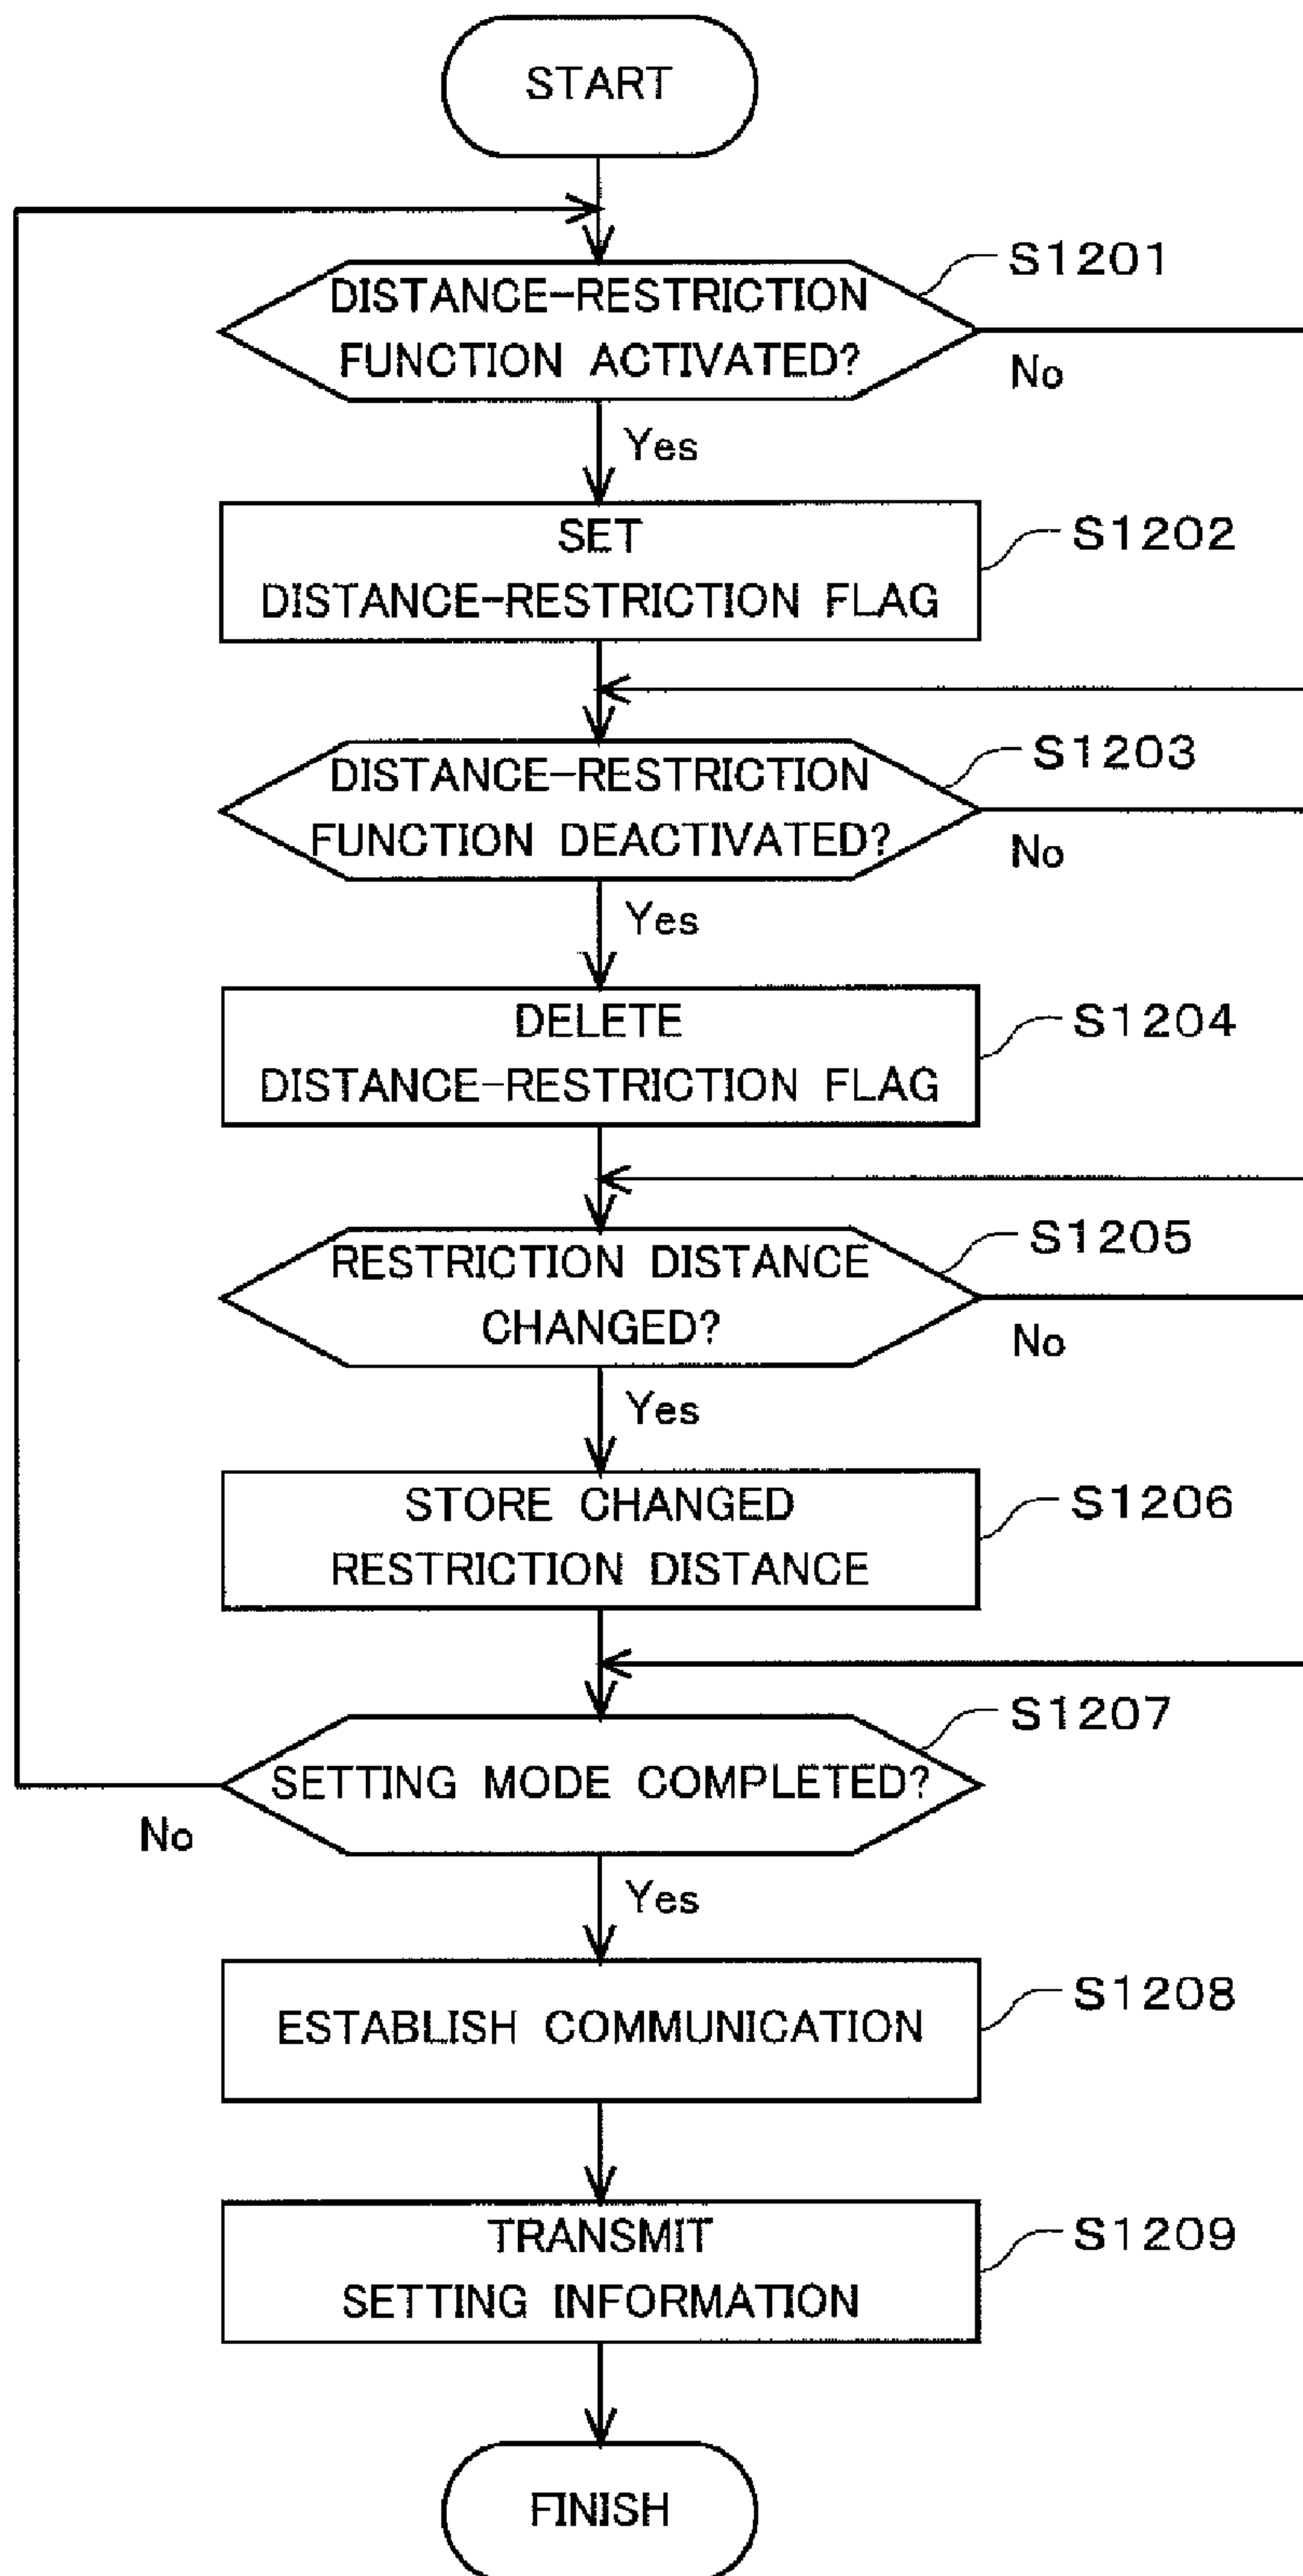 START
S1201
DISTANCE-RESTRICTION
FUNCTION ACTIVATED?
No
Yes
S1202
SET
DISTANCE-RESTRICTION FLAG
S1203
DISTANCE-RESTRICTION
FUNCTION DEACTIVATED?
No
Yes
S1204
DELETE
DISTANCE-RESTRICTION FLAG
S1205
RESTRICTION DISTANCE
CHANGED?
No
Yes
S1206
STORE CHANGED
RESTRICTION DISTANCE
S1207
SETTING MODE COMPLETED?
No
Yes
S1208
ESTABLISH COMMUNICATION
S1209
TRANSMIT
SETTING INFORMATION
FINISH